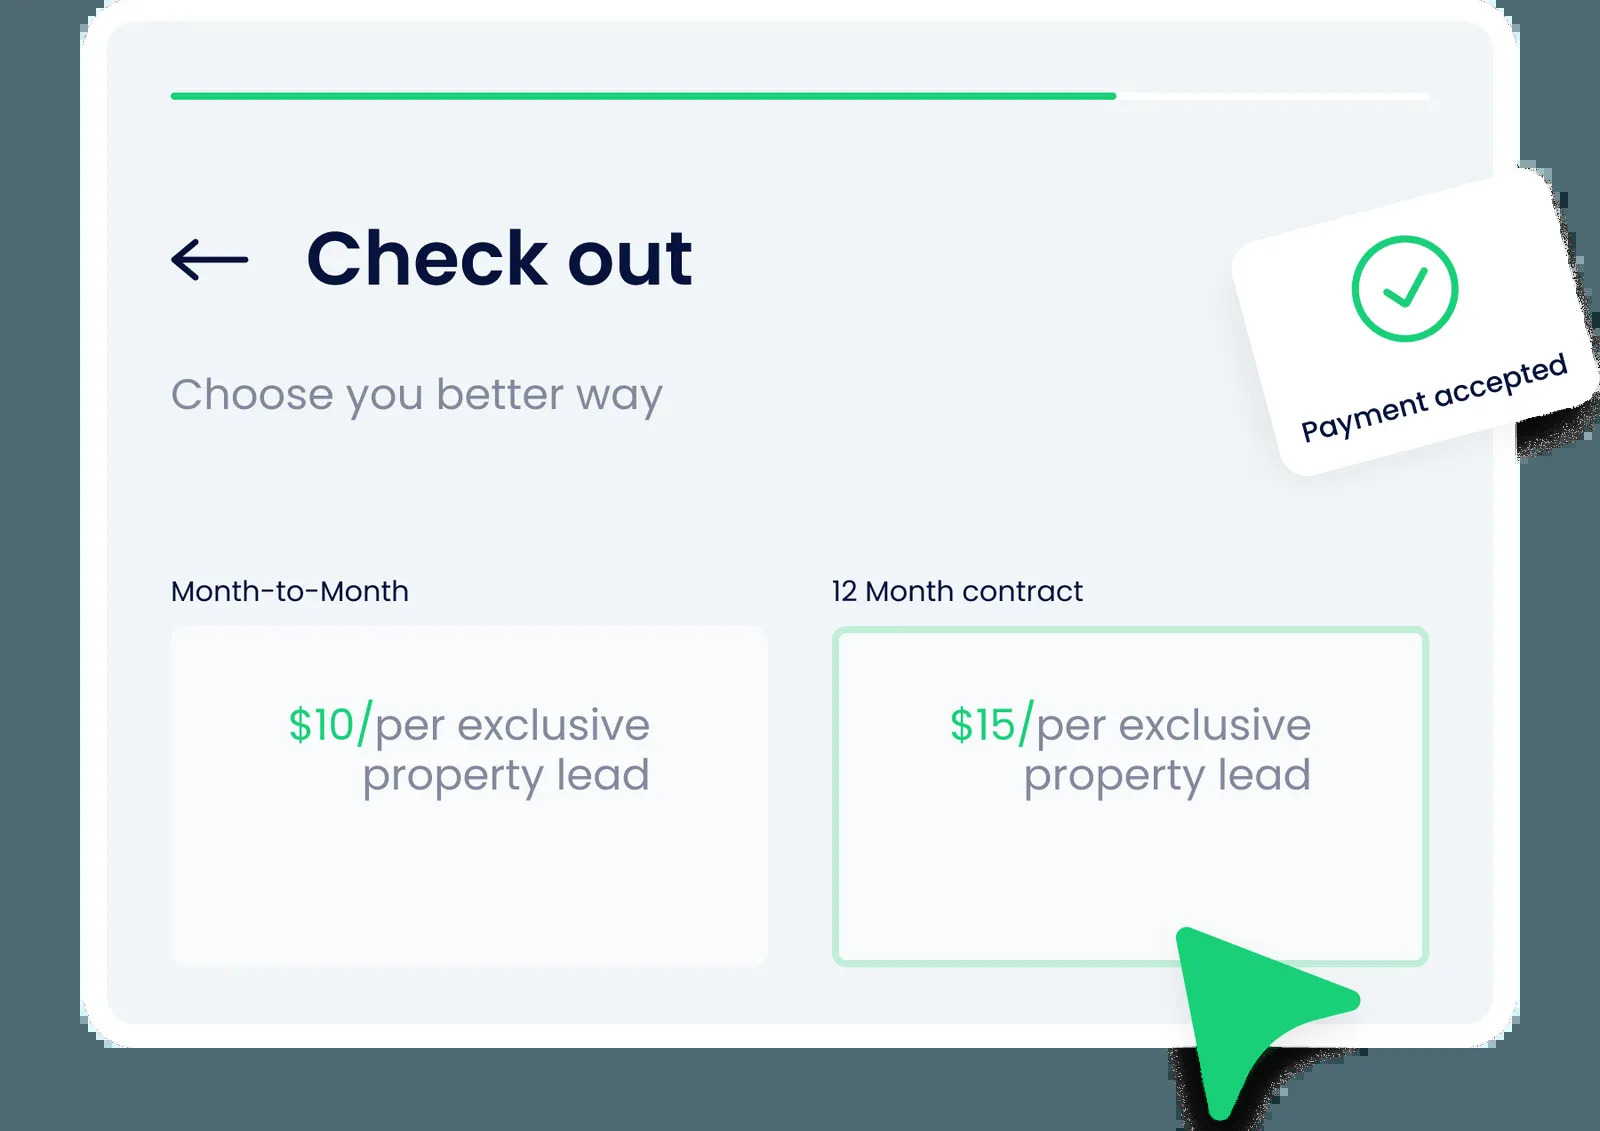 Check out
Choose you better way
Payment accepted
Month-to-Month
$10/per exclusive
property lead
12 Month contract
$15/per exclusive
property lead